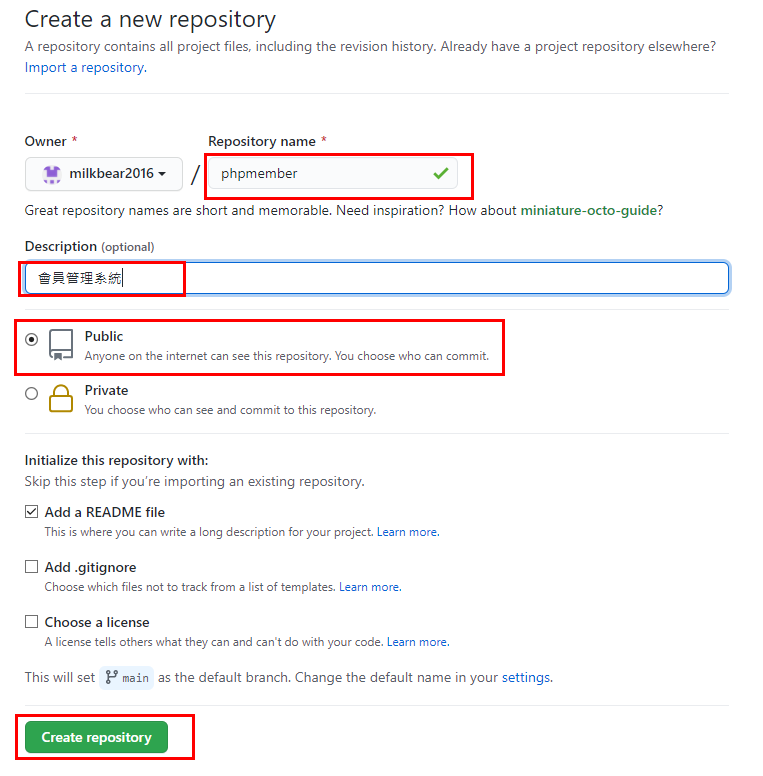 Create a new repository
A repository contains all project files, including the revision history. Already have a project repository elsewhere?
Import a repository.
Owner * Repository name *
milkbear2016 / phpmember
Great repository names are short and memorable. Need inspiration? How about miniature-octo-guide?
Description (optional)
會員管理系統
Public
Anyone on the internet can see this repository. You choose who can commit.
Private
You choose who can see and commit to this repository.
Initialize this repository with:
Skip this step if you're importing an existing repository.
Add a README file
This is where you can write a long description for your project. Learn more.
Add .gitignore
Choose which files not to track from a list of templates. Learn more.
Choose a license
A license tells others what they can and can't do with your code. Learn more.
This will set main as the default branch. Change the default name in your settings.
Create repository